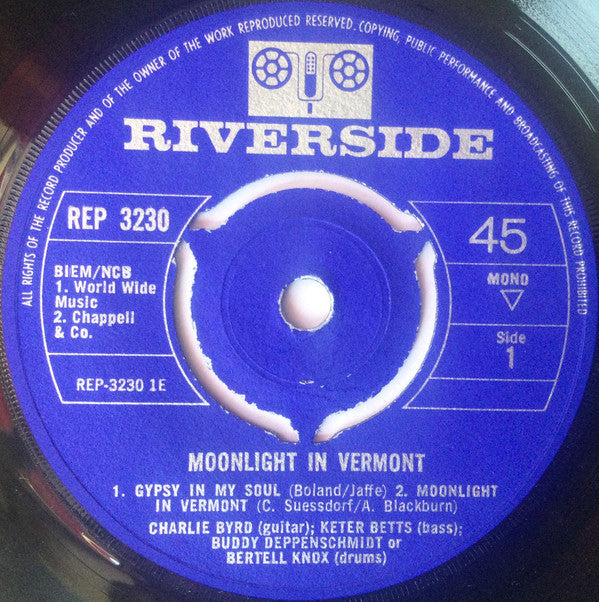 ALL RIGHTS OF THE RECORD PRODUCER AND OF THE OWNER OF THE WORK REPRODUCED RESERVED. COPYING, PUBLIC PERFORMANCE AND BROADCASTING OF THIS RECORD PROHIBITED
RIVERSIDE
REP 3230
BIEM/NCB
1. World Wide
Music
2. Chappell
& Co.
REP-3230 1E
45
MONO
Side
1
MOONLIGHT IN VERMONT
1. GYPSY IN MY SOUL (Boland/Jaffe) 2. MOONLIGHT
IN VERMONT (C. Suessdorf/A. Blackburn)
CHARLIE BYRD (guitar); KETER BETTS (bass);
BUDDY DEPPENSCHMIDT or
BERTELL KNOX (drums)